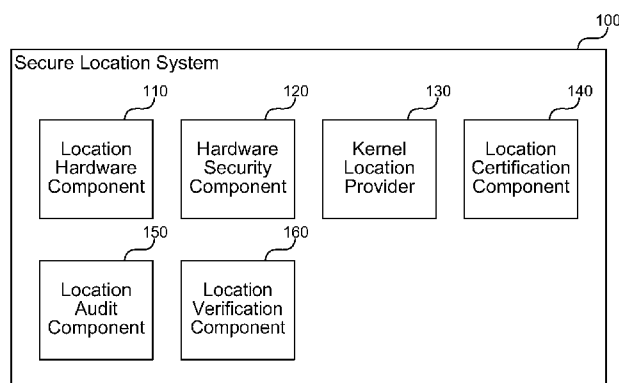 100
Secure Location System
110
120
130
140
Location
Hardware
Component
Hardware
Security
Component
Kernel
Location
Provider
Location
Certification
Component
150
160
Location
Audit
Component
Location
Verification
Component